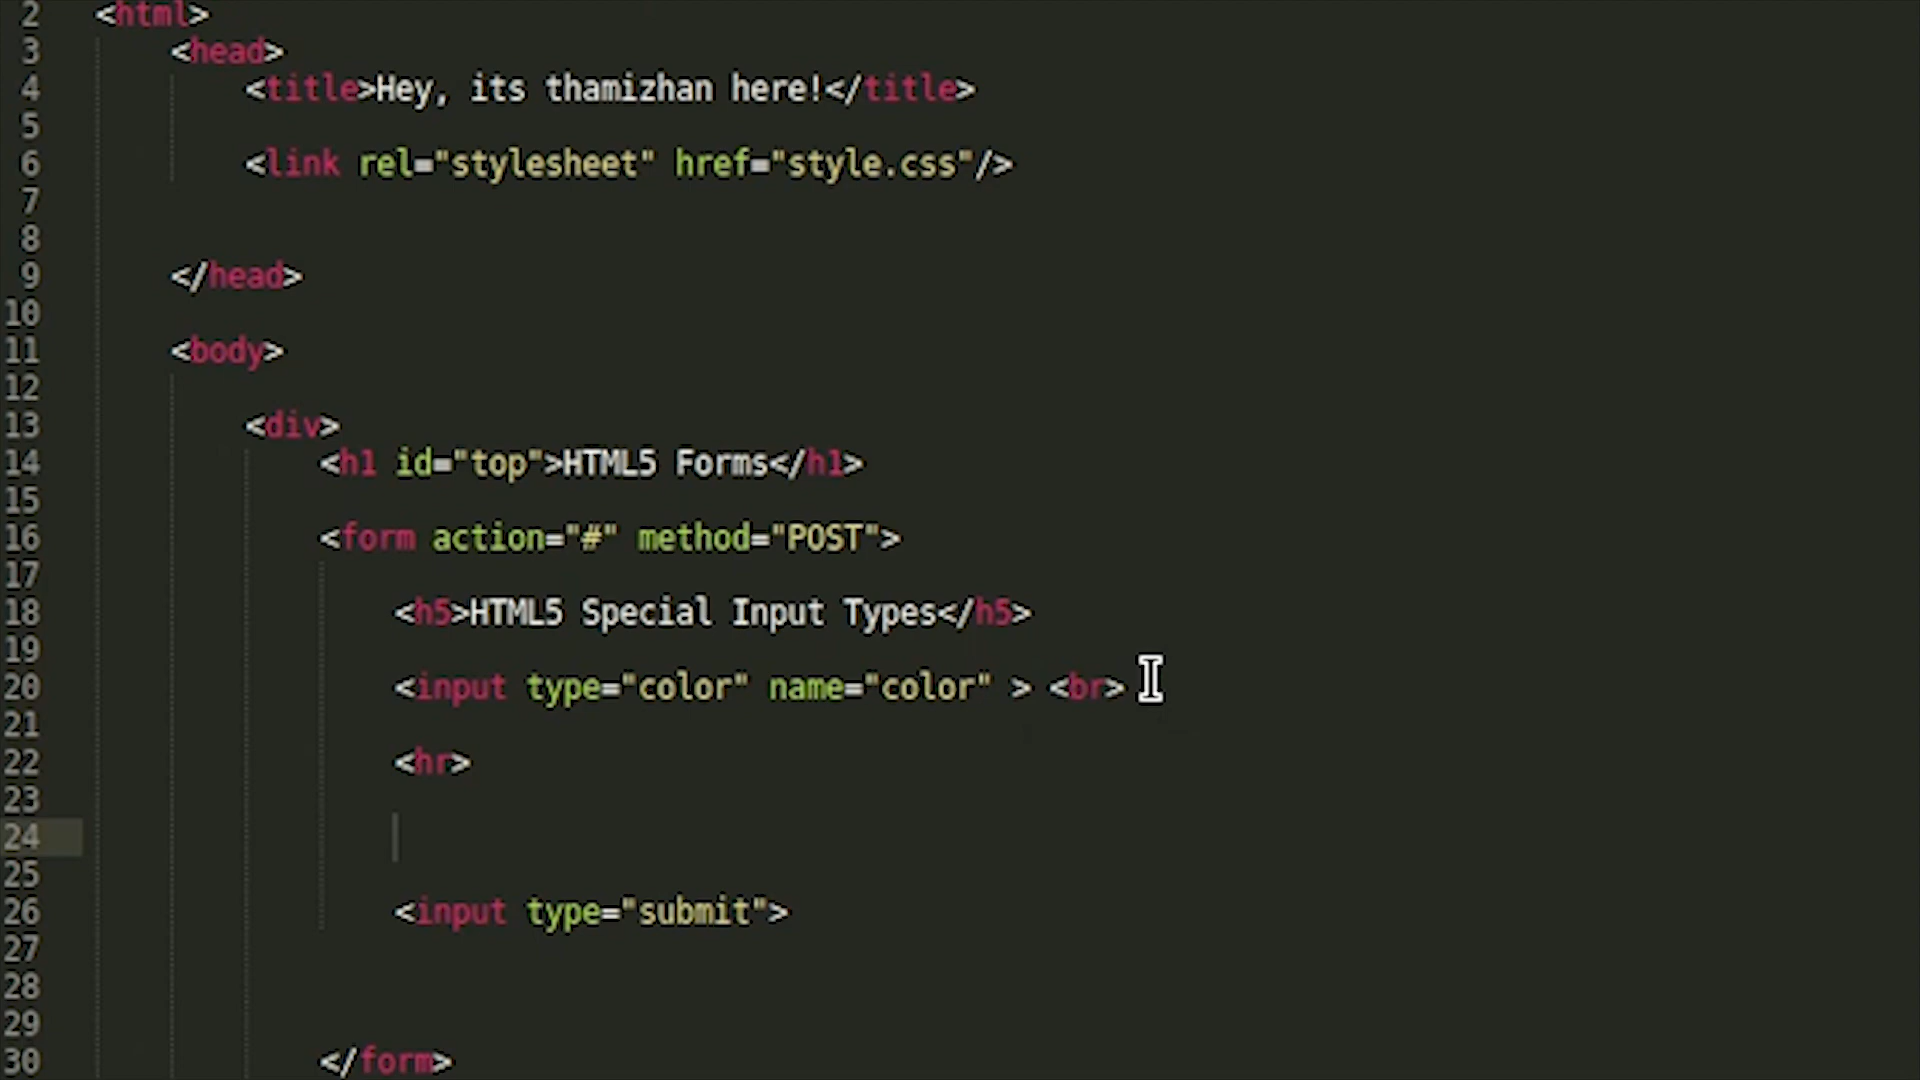 2 <html>
3 <head>
4 <title>Hey, its thamizhan here!</title>
5
6 <link rel="stylesheet" href="style.css"/>
7
8
9 </head>
10
11 <body>
12
13 <div>
14 <h1 id="top">HTML5 Forms</h1>
15
16 <form action="#" method="POST">
17
18 <h5>HTML5 Special Input Types</h5>
19
20 <input type="color" name="color" > <br>
21
22 <hr>
23
24
25
26 <input type="submit">
27
28
29
30 </form>